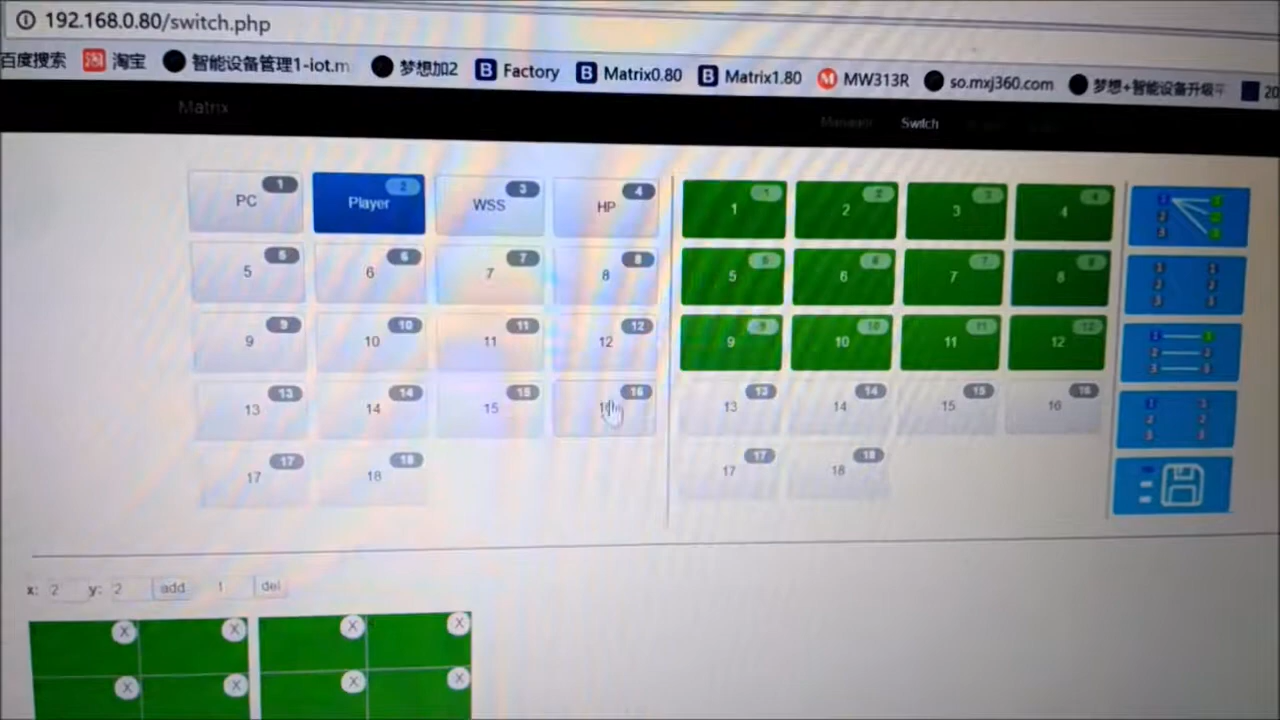 192.168.0.80/switch.php
百度搜索 淘宝 智能设备管理1-iot.m 梦想加2 Factory Matrix0.80 Matrix1.80 MW313R so.mxj360.com 梦想+智能设备升级平 20
Matrix Switch
PC 1 Player 2 WSS 3 HP 4 1 1 2 2 3 3 4 4
5 5 6 6 7 7 8 8 5 5 6 6 7 7 8 8
9 9 10 10 11 11 12 12 9 9 10 10 11 11 12 12
13 13 14 14 15 15 16 13 13 14 14 15 15 16 16
17 17 18 18 17 17 18 18
x: 2 y: 2 add 1 del
X X X X
X X X X